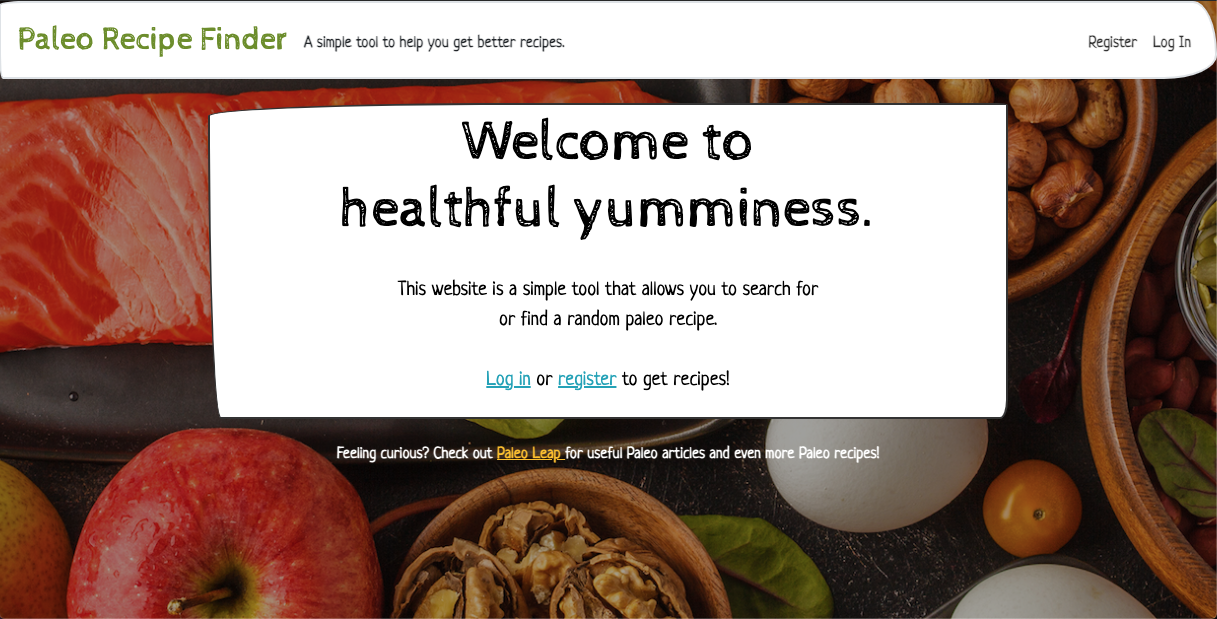 Paleo Recipe Finder A simple tool to help you get better recipes. Register Log In
Welcome to
healthful yumminess.
This website is a simple tool that allows you to search for
or find a random paleo recipe.
Log in or register to get recipes!
Feeling curious? Check out Paleo Leap for useful Paleo articles and even more Paleo recipes!